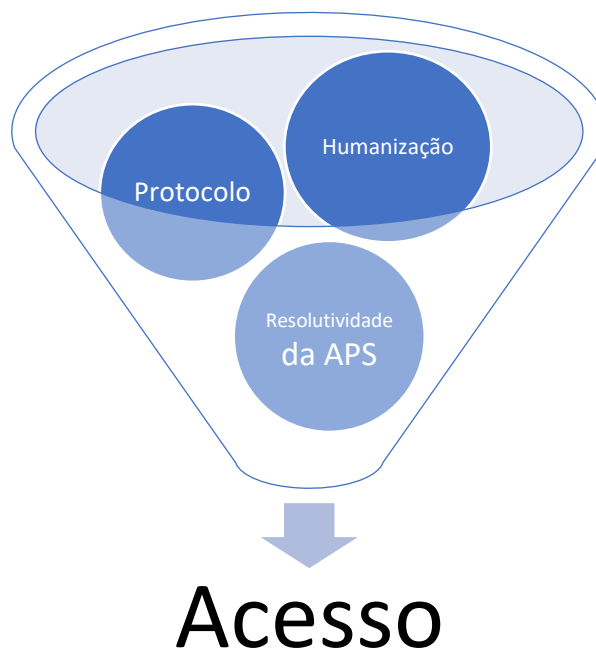 Humanização
Protocolo
Resolutividade
da APS
Acesso